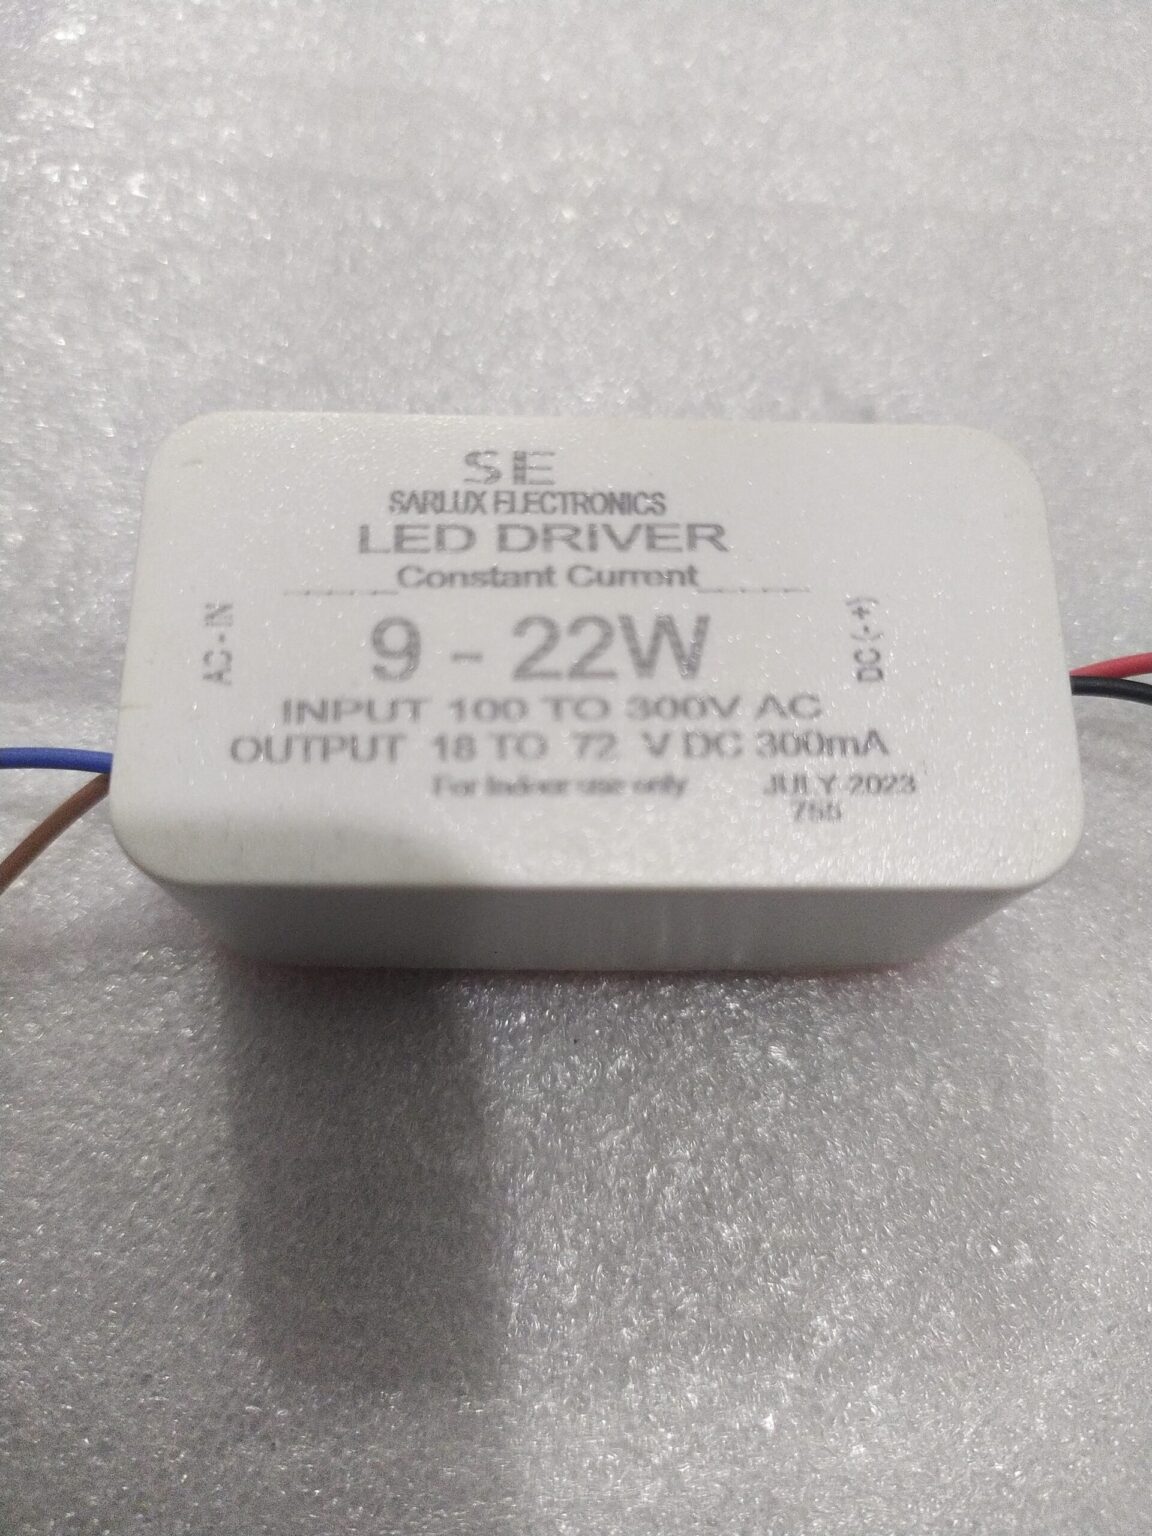 SE
SARLUX ELECTRONICS
LED DRIVER
Constant Current
AC - IN
9 - 22W
DC (- +)
INPUT 100 TO 300V AC
OUTPUT 18 TO 72 V DC 300mA
For Indoor use only JULY 2023
755